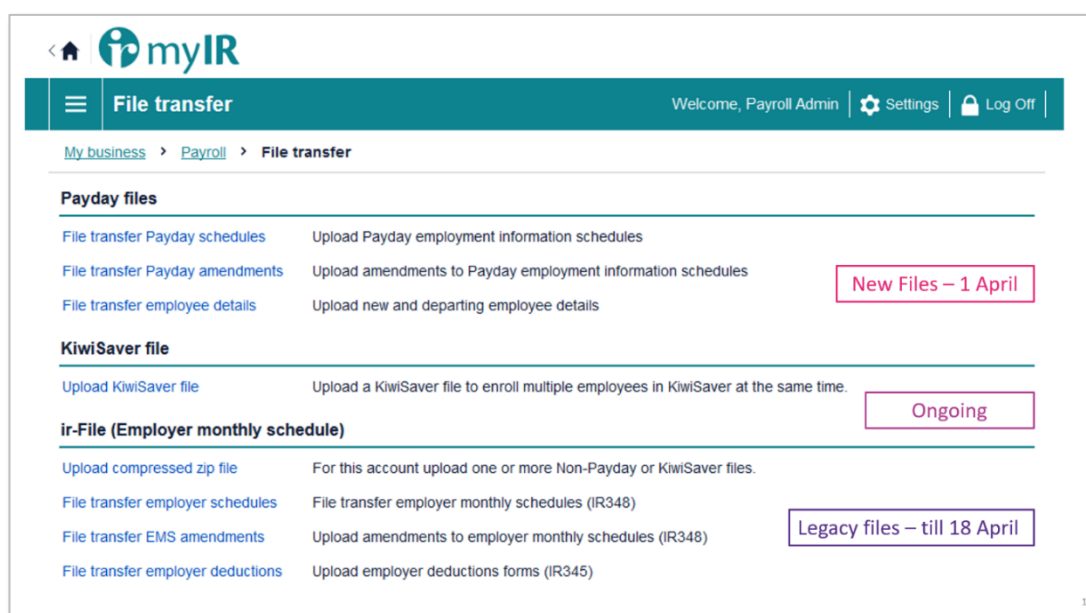 ir myIR
File transfer Welcome, Payroll Admin Settings Log Off
My business > Payroll > File transfer
Payday files
File transfer Payday schedules Upload Payday employment information schedules
File transfer Payday amendments Upload amendments to Payday employment information schedules
New Files – 1 April
File transfer employee details Upload new and departing employee details
KiwiSaver file
Upload KiwiSaver file Upload a KiwiSaver file to enroll multiple employees in KiwiSaver at the same time.
Ongoing
ir-File (Employer monthly schedule)
Upload compressed zip file For this account upload one or more Non-Payday or KiwiSaver files.
File transfer employer schedules File transfer employer monthly schedules (IR348)
Legacy files – till 18 April
File transfer EMS amendments Upload amendments to employer monthly schedules (IR348)
File transfer employer deductions Upload employer deductions forms (IR345)
1